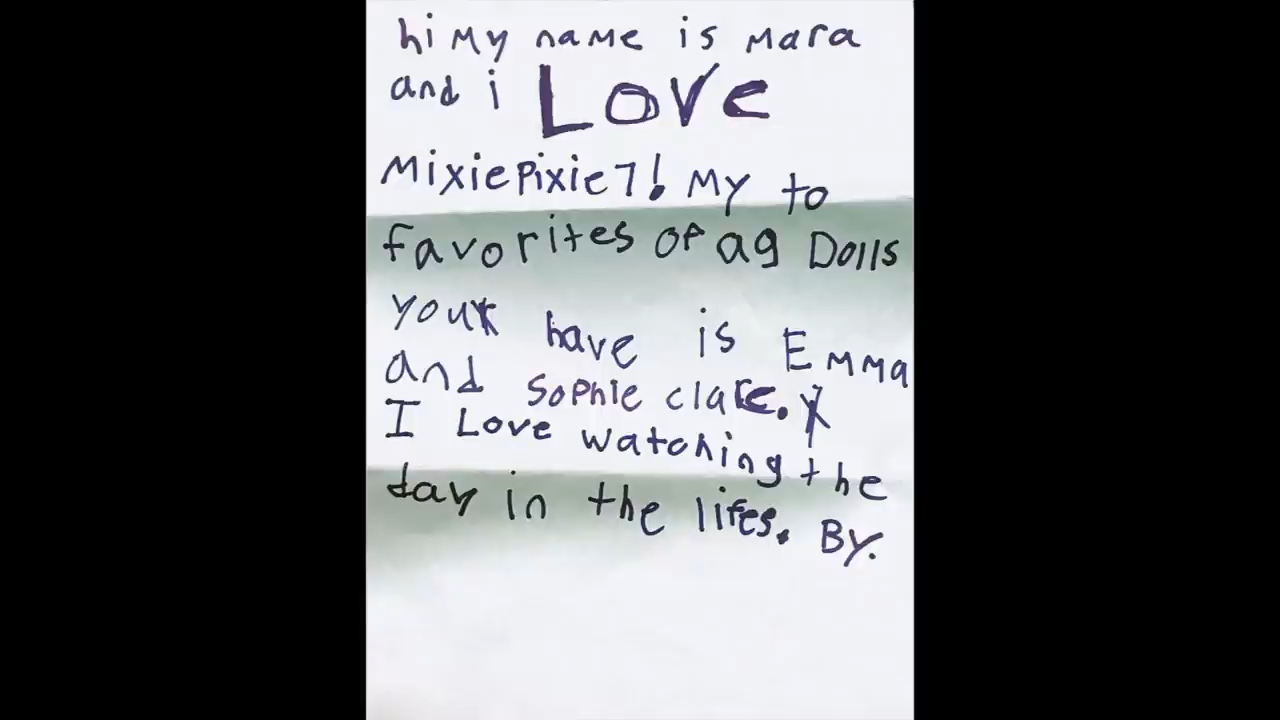 hi My name is Mara
and i LOVE
MixiePixie7! My to
favorites of ag Dolls
you have is Emma
and Sophie clare.
I Love watching the
day in the lifes. By.